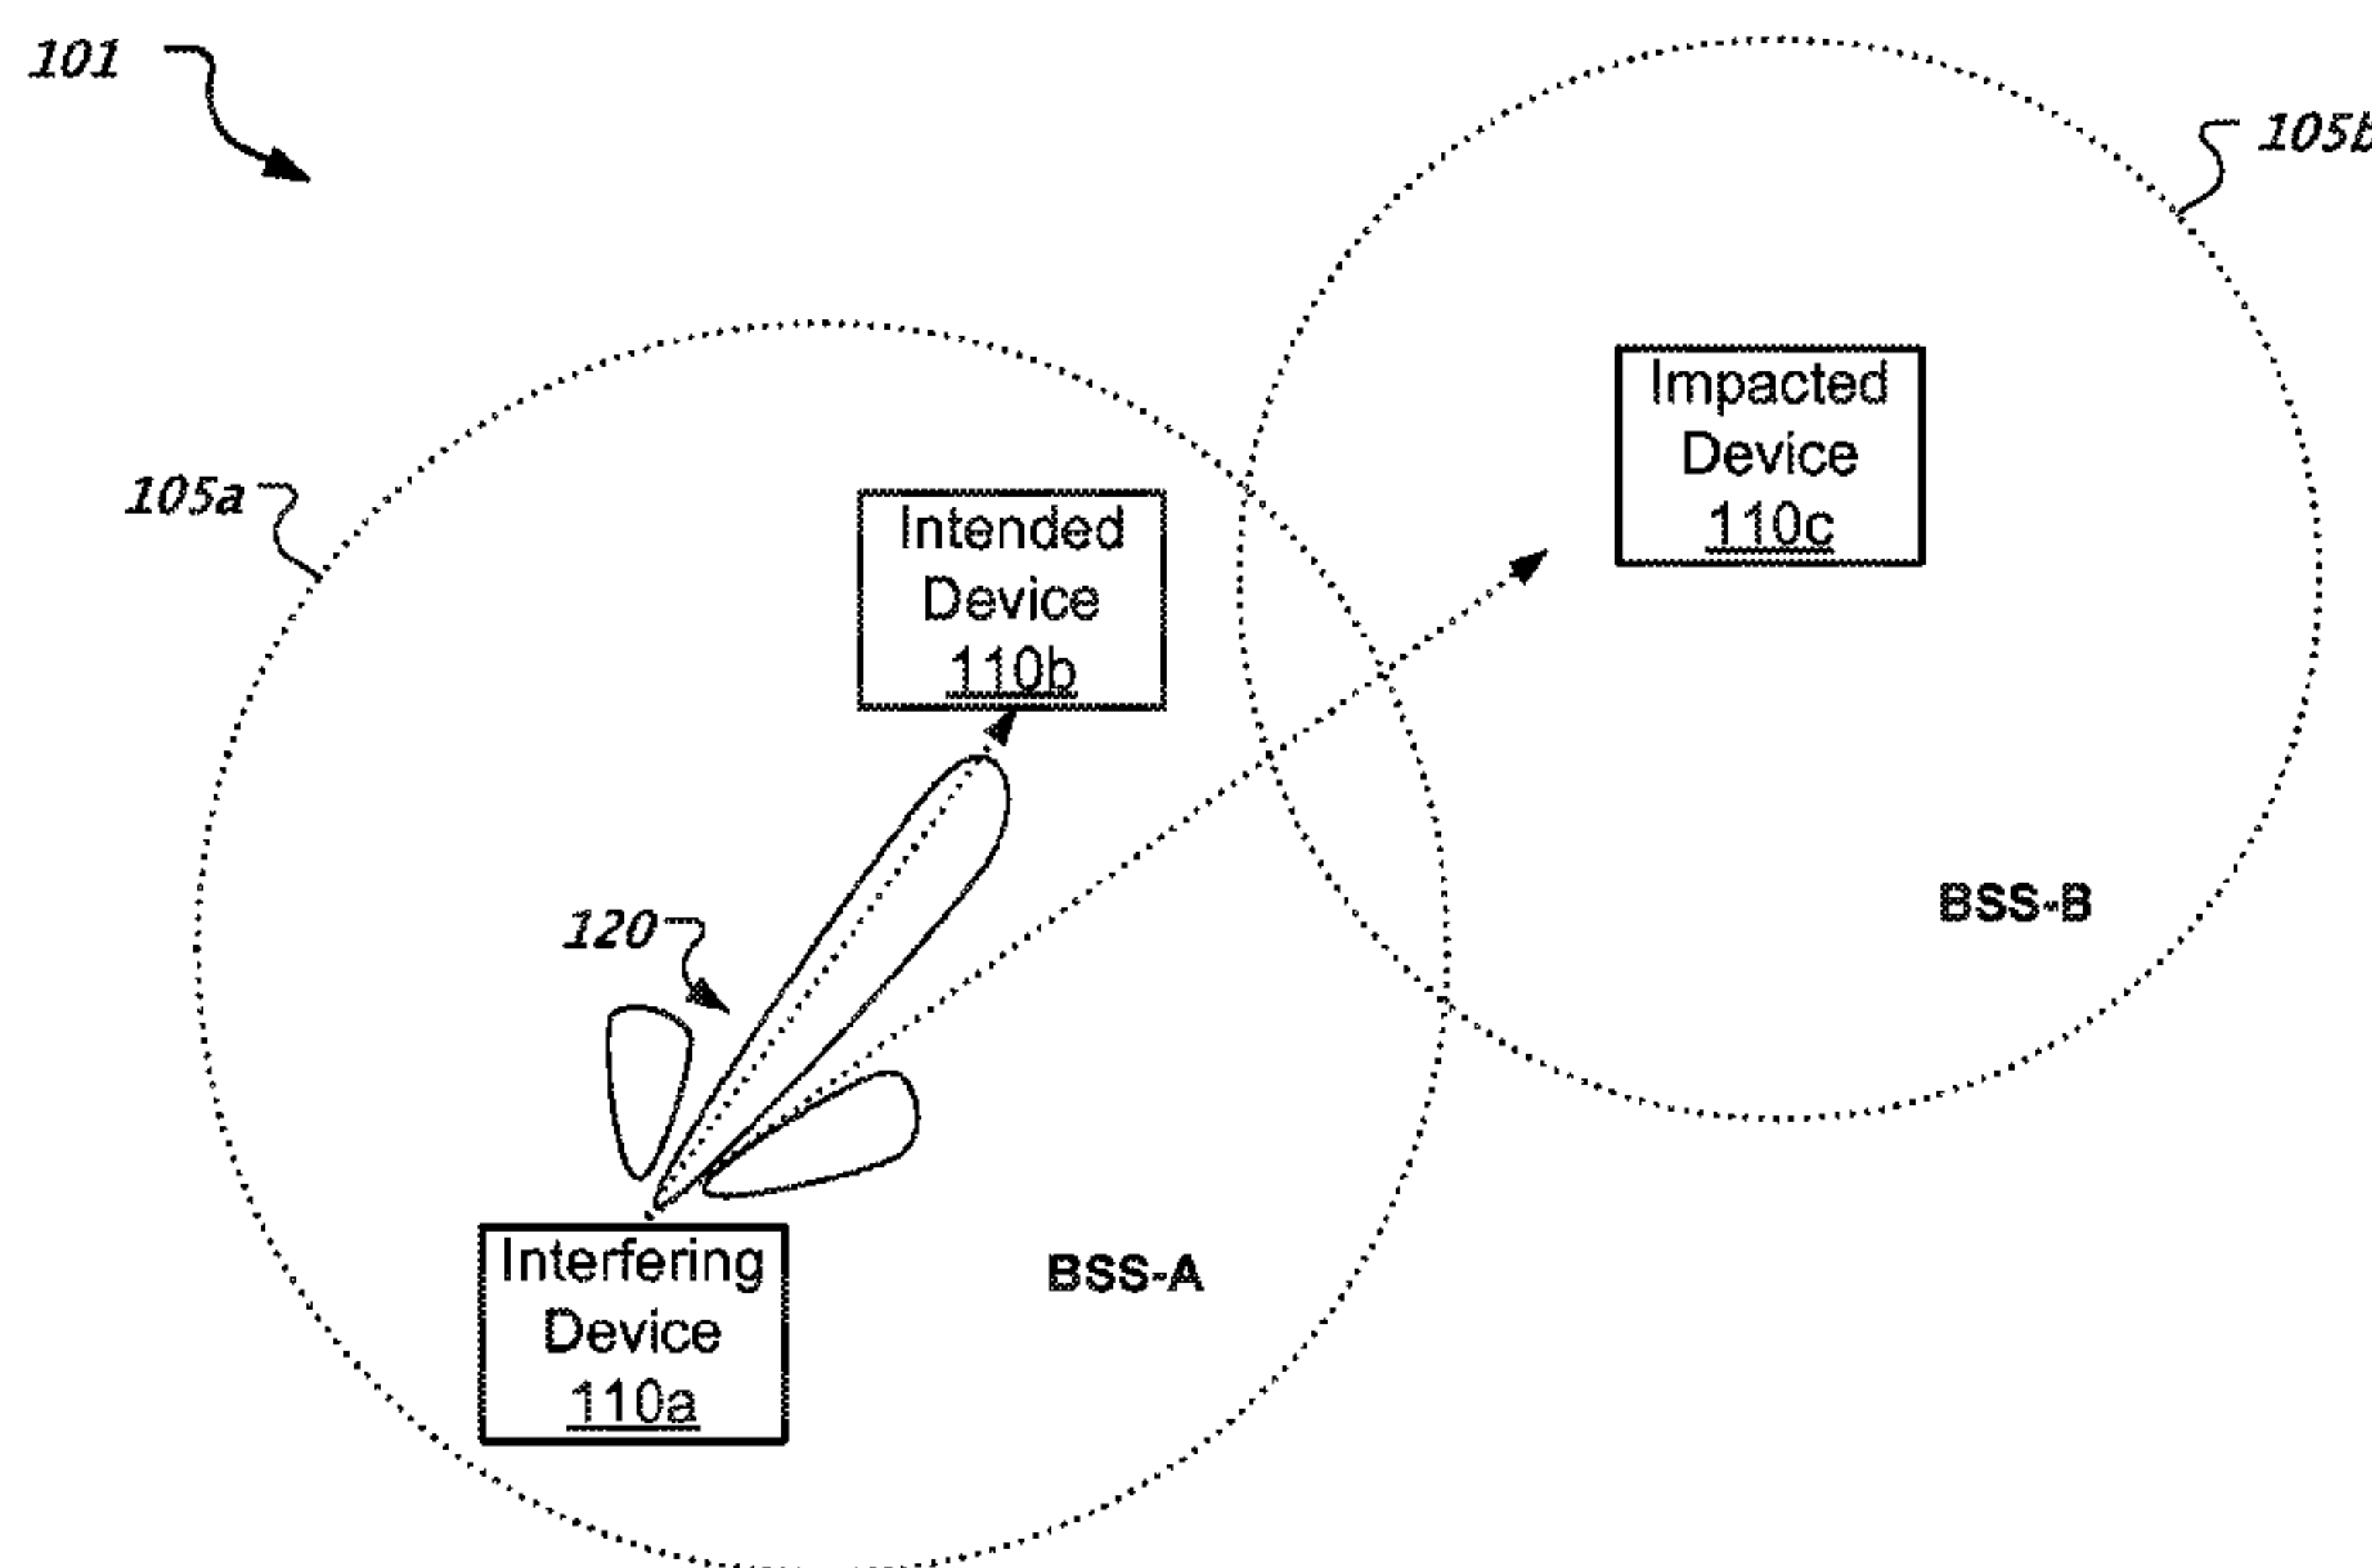 101
105b
Impacted
Device
110c
105a
Intended
Device
110b
BSS-B
120
Interfering
Device
110a
BSS-A